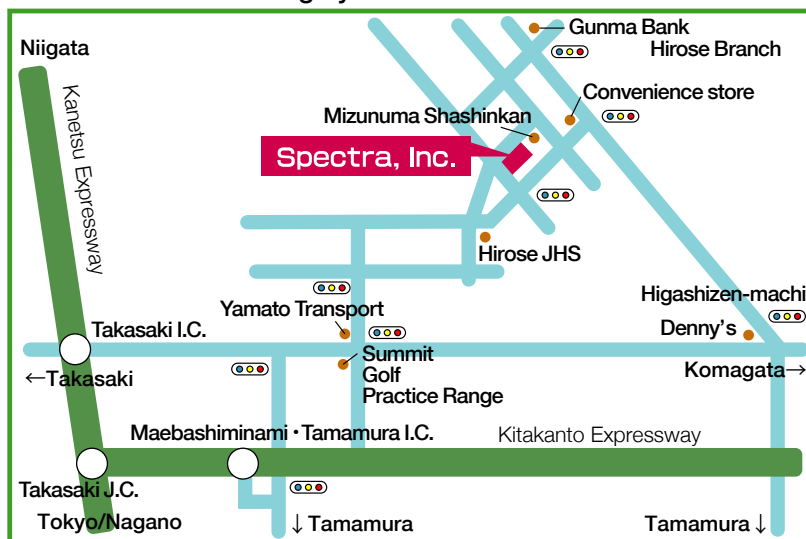 Gunma Bank
Hirose Branch
Niigata
Kanetsu Expressway
Convenience store
Mizunuma Shashinkan
Spectra, Inc.
Hirose JHS
Higashizen-machi
Yamato Transport
Takasaki I.C.
Denny's
Summit
Golf
Practice Range
←Takasaki
Komagata→
Maebashiminami・Tamamura I.C.
Kitakanto Expressway
Takasaki J.C.
Tokyo/Nagano
↓Tamamura
Tamamura↓